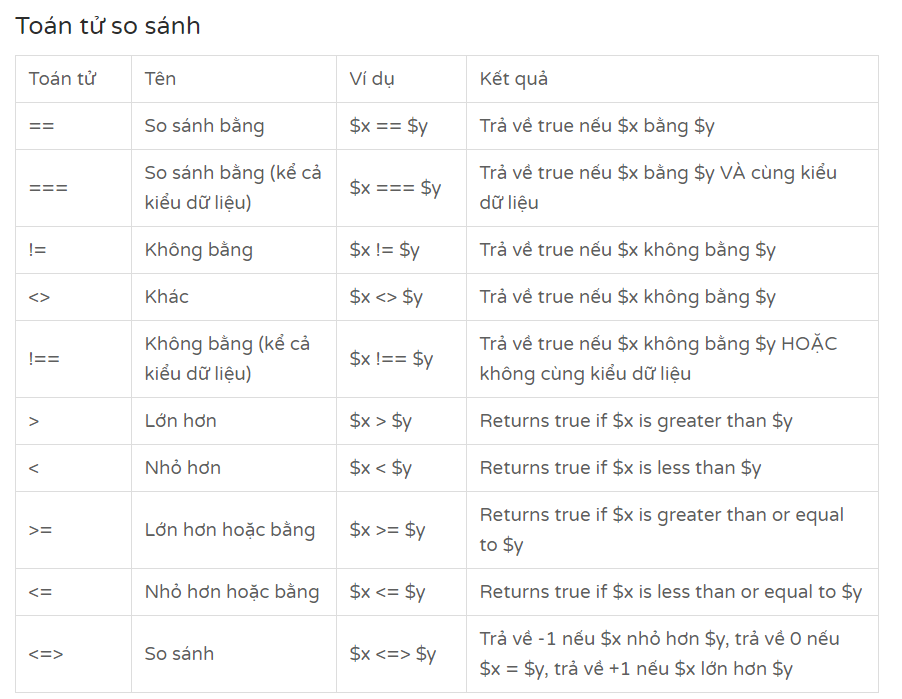 Toán tử so sánh
Toán tử Tên Ví dụ Kết quả
== So sánh bằng $x == $y Trả về true nếu $x bằng $y
=== So sánh bằng (kể cả kiểu dữ liệu) $x === $y Trả về true nếu $x bằng $y VÀ cùng kiểu dữ liệu
!= Không bằng $x != $y Trả về true nếu $x không bằng $y
<> Khác $x <> $y Trả về true nếu $x không bằng $y
!== Không bằng (kể cả kiểu dữ liệu) $x !== $y Trả về true nếu $x không bằng $y HOẶC không cùng kiểu dữ liệu
> Lớn hơn $x > $y Returns true if $x is greater than $y
< Nhỏ hơn $x < $y Returns true if $x is less than $y
>= Lớn hơn hoặc bằng $x >= $y Returns true if $x is greater than or equal to $y
<= Nhỏ hơn hoặc bằng $x <= $y Returns true if $x is less than or equal to $y
<=> So sánh $x <=> $y Trả về -1 nếu $x nhỏ hơn $y, trả về 0 nếu $x = $y, trả về +1 nếu $x lớn hơn $y